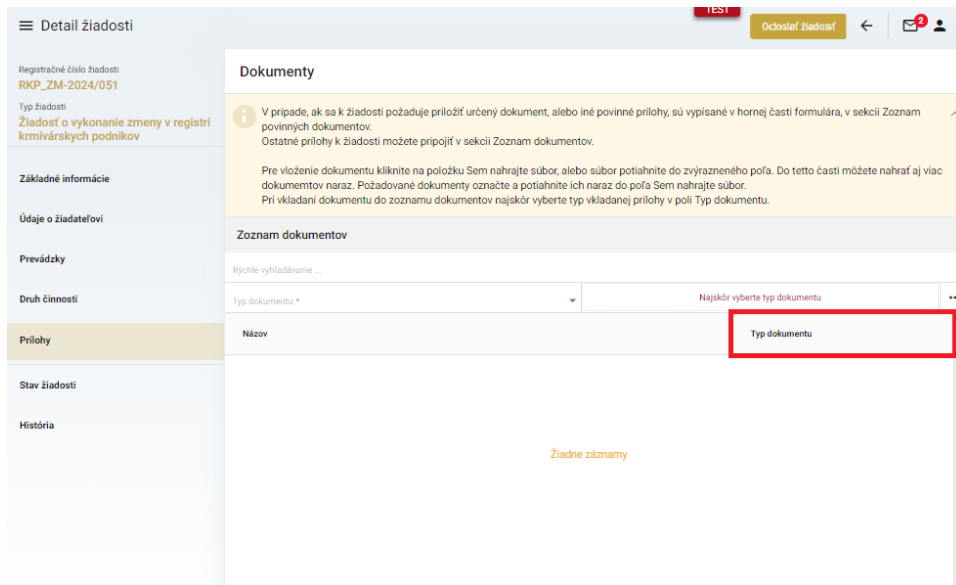 TEST
Detail žiadosti
Odoslať žiadosť
2
Registračné číslo žiadosti
RKP_ZM-2024/051
Typ žiadosti
Žiadosť o vykonanie zmeny v registri
krmivárskych podnikov
Základné informácie
Údaje o žiadateľovi
Prevádzky
Druh činnosti
Prílohy
Stav žiadosti
História
Dokumenty
V prípade, ak sa k žiadosti požaduje priložiť určený dokument, alebo iné povinné prílohy, sú vypísané v hornej časti formulára, v sekcii Zoznam
povinných dokumentov.
Ostatné prílohy k žiadosti možete pripojiť v sekcii Zoznam dokumentov.
Pre vloženie dokumentu kliknite na položku Sem nahrajte súbor, alebo súbor potiahnite do zvýrazneného poľa. Do tetto časti môžete nahrať aj viac
dokumemtov naraz. Požadované dokumenty označte a potiahnite ich naraz do poľa Sem nahrajte súbor.
Pri vkladaní dokumentu do zoznamu dokumentov najskór vyberte typ vkladanej prílohy v poli Typ dokumentu.
Zoznam dokumentov
Rýchle vyhľadávanie ...
Typ dokumentu *
Najskôr vyberte typ dokumentu
Názov
Typ dokumentu
Žiadne záznamy